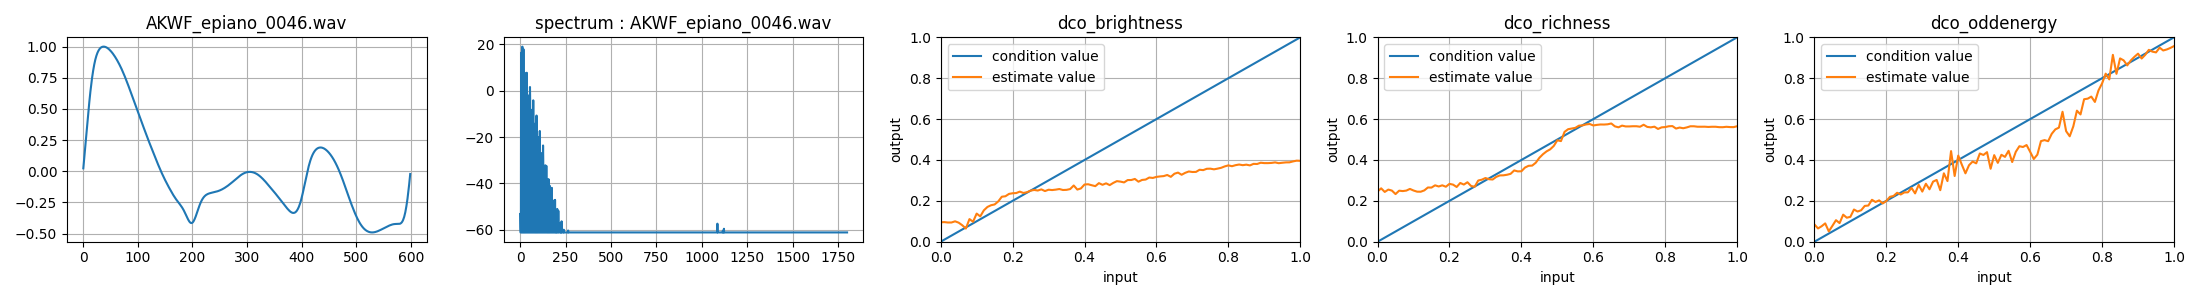 AKWF_epiano_0046.wav
1.00
0.75
0.50
0.25
0.00
−0.25
−0.50
0 100 200 300 400 500 600
spectrum : AKWF_epiano_0046.wav
20
0
−20
−40
−60
0 250 500 750 1000 1250 1500 1750
dco_brightness
condition value
estimate value
output
1.0
0.8
0.6
0.4
0.2
0.0
0.0 0.2 0.4 0.6 0.8 1.0
input
dco_richness
condition value
estimate value
output
1.0
0.8
0.6
0.4
0.2
0.0
0.0 0.2 0.4 0.6 0.8 1.0
input
dco_oddenergy
condition value
estimate value
output
1.0
0.8
0.6
0.4
0.2
0.0
0.0 0.2 0.4 0.6 0.8 1.0
input